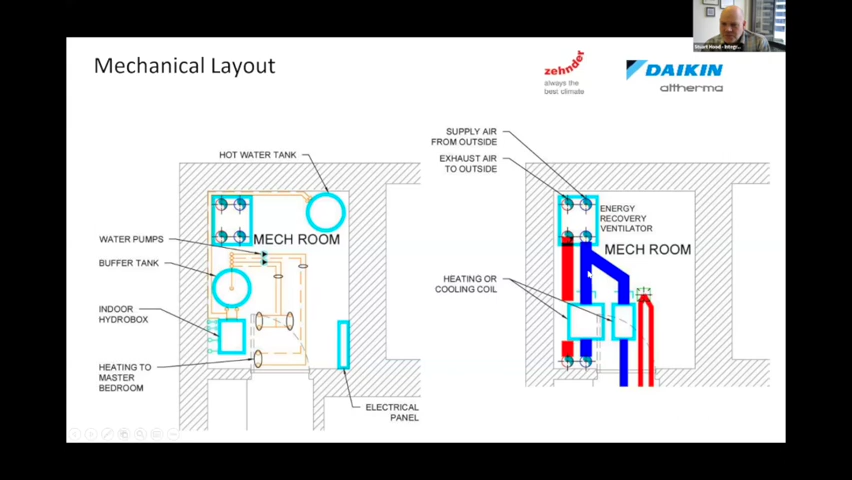 Stuart Hood - Integr...
Mechanical Layout
zehnder
always the
best climate
DAIKIN
altherma
HOT WATER TANK
WATER PUMPS
MECH ROOM
BUFFER TANK
INDOOR
HYDROBOX
HEATING TO
MASTER
BEDROOM
ELECTRICAL
PANEL
SUPPLY AIR
FROM OUTSIDE
EXHAUST AIR
TO OUTSIDE
ENERGY
RECOVERY
VENTILATOR
MECH ROOM
HEATING OR
COOLING COIL